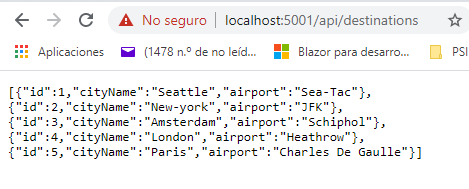 No seguro localhost:5001/api/destinations
Aplicaciones (1478 n.º de no leíd... Blazor para desarro... PSI
[{"id":1,"cityName":"Seattle","airport":"Sea-Tac"},
{"id":2,"cityName":"New-york","airport":"JFK"},
{"id":3,"cityName":"Amsterdam","airport":"Schiphol"},
{"id":4,"cityName":"London","airport":"Heathrow"},
{"id":5,"cityName":"Paris","airport":"Charles De Gaulle"}]